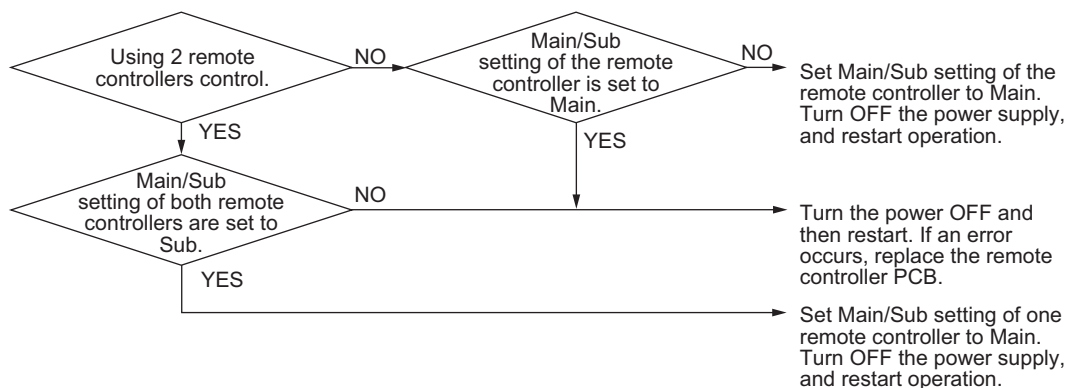 Using 2 remote
controllers control.
NO
Main/Sub
setting of the remote
controller is set to
Main.
NO
Set Main/Sub setting of the
remote controller to Main.
Turn OFF the power supply,
and restart operation.
YES
YES
Main/Sub
setting of both remote
controllers are set to
Sub.
NO
Turn the power OFF and
then restart. If an error
occurs, replace the remote
controller PCB.
YES
Set Main/Sub setting of one
remote controller to Main.
Turn OFF the power supply,
and restart operation.